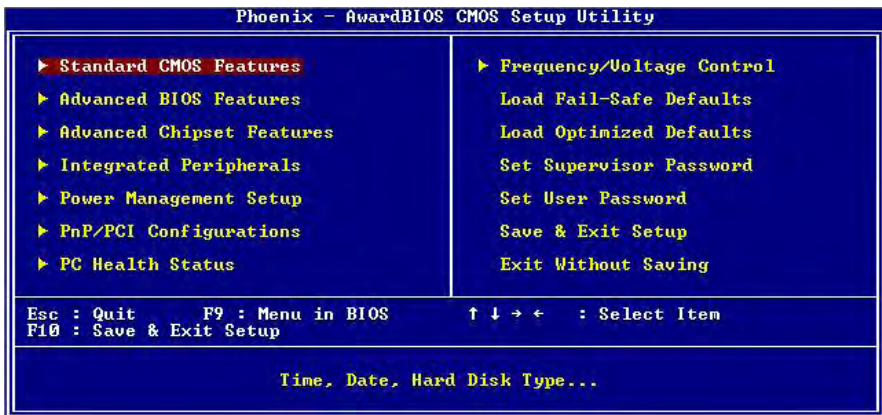 Phoenix - AwardBIOS CMOS Setup Utility
▶ Standard CMOS Features
▶ Advanced BIOS Features
▶ Advanced Chipset Features
▶ Integrated Peripherals
▶ Power Management Setup
▶ PnP/PCI Configurations
▶ PC Health Status
▶ Frequency/Voltage Control
Load Fail-Safe Defaults
Load Optimized Defaults
Set Supervisor Password
Set User Password
Save & Exit Setup
Exit Without Saving
Esc : Quit F9 : Menu in BIOS ↑ ↓ → ← : Select Item
F10 : Save & Exit Setup
Time, Date, Hard Disk Type...